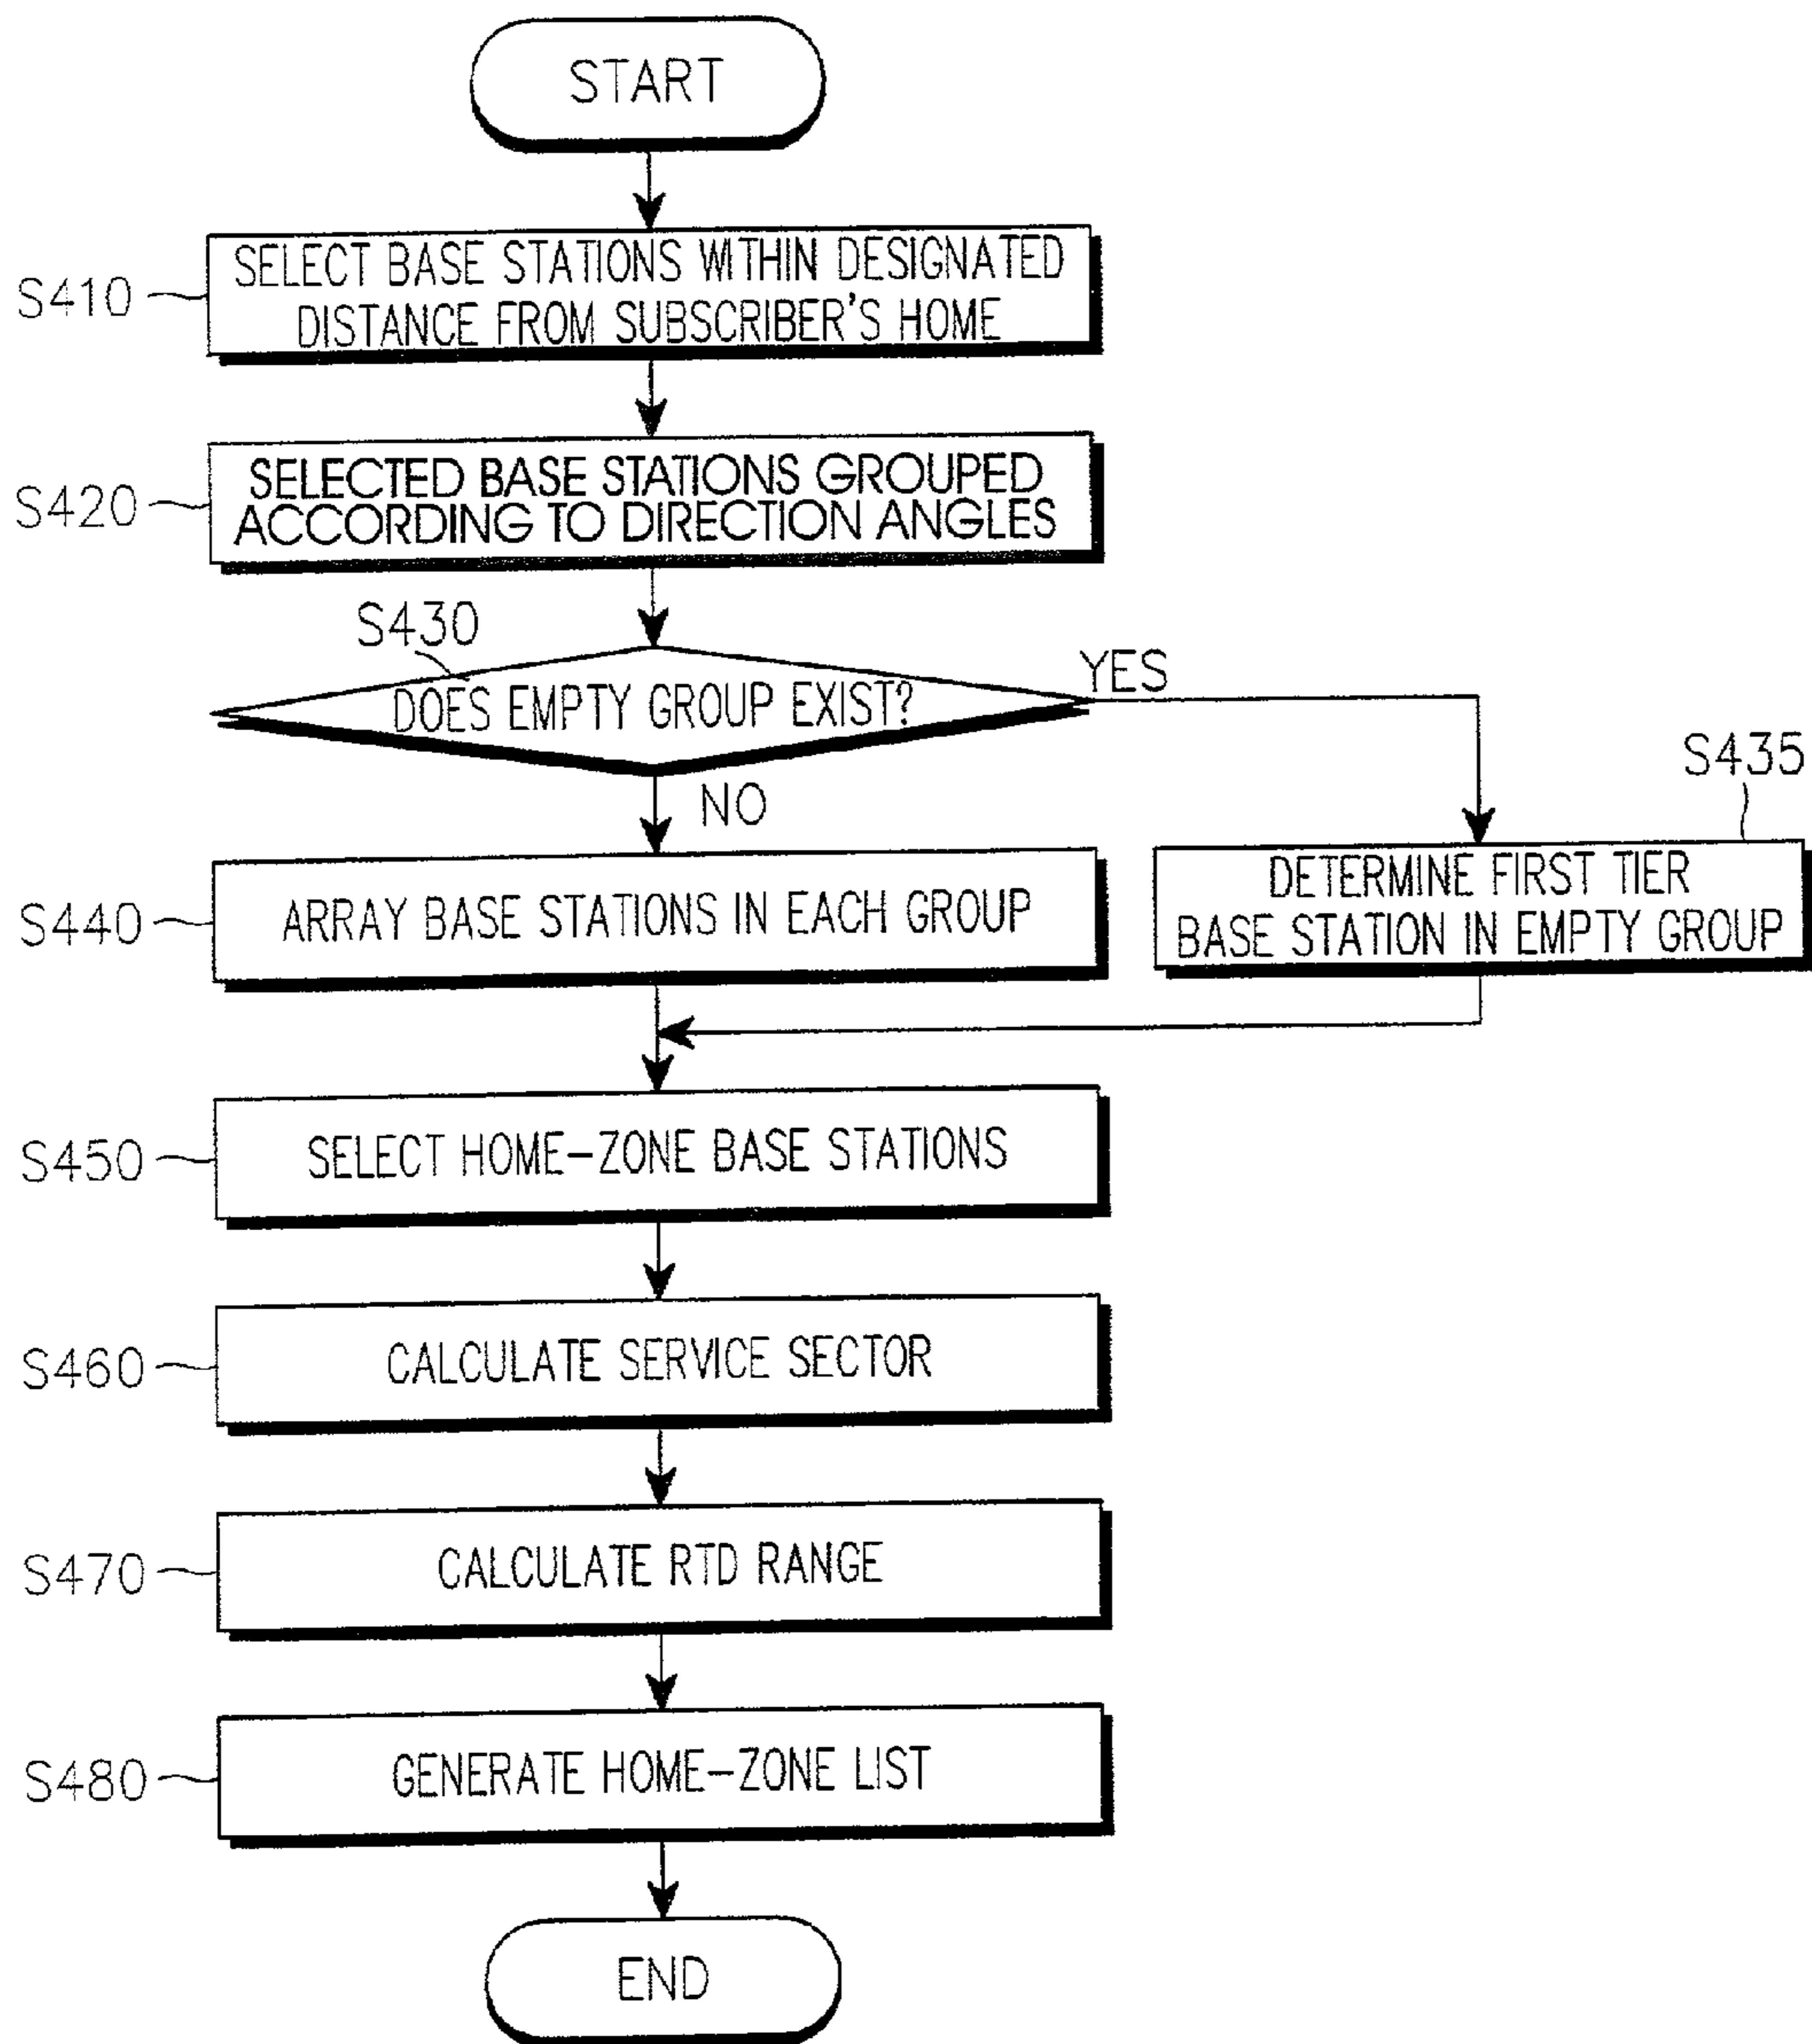 START
S410
SELECT BASE STATIONS WITHIN DESIGNATED
DISTANCE FROM SUBSCRIBER'S HOME
S420
SELECTED BASE STATIONS GROUPED
ACCORDING TO DIRECTION ANGLES
S430
DOES EMPTY GROUP EXIST?
YES
NO
S435
DETERMINE FIRST TIER
BASE STATION IN EMPTY GROUP
S440
ARRAY BASE STATIONS IN EACH GROUP
S450
SELECT HOME-ZONE BASE STATIONS
S460
CALCULATE SERVICE SECTOR
S470
CALCULATE RTD RANGE
S480
GENERATE HOME-ZONE LIST
END